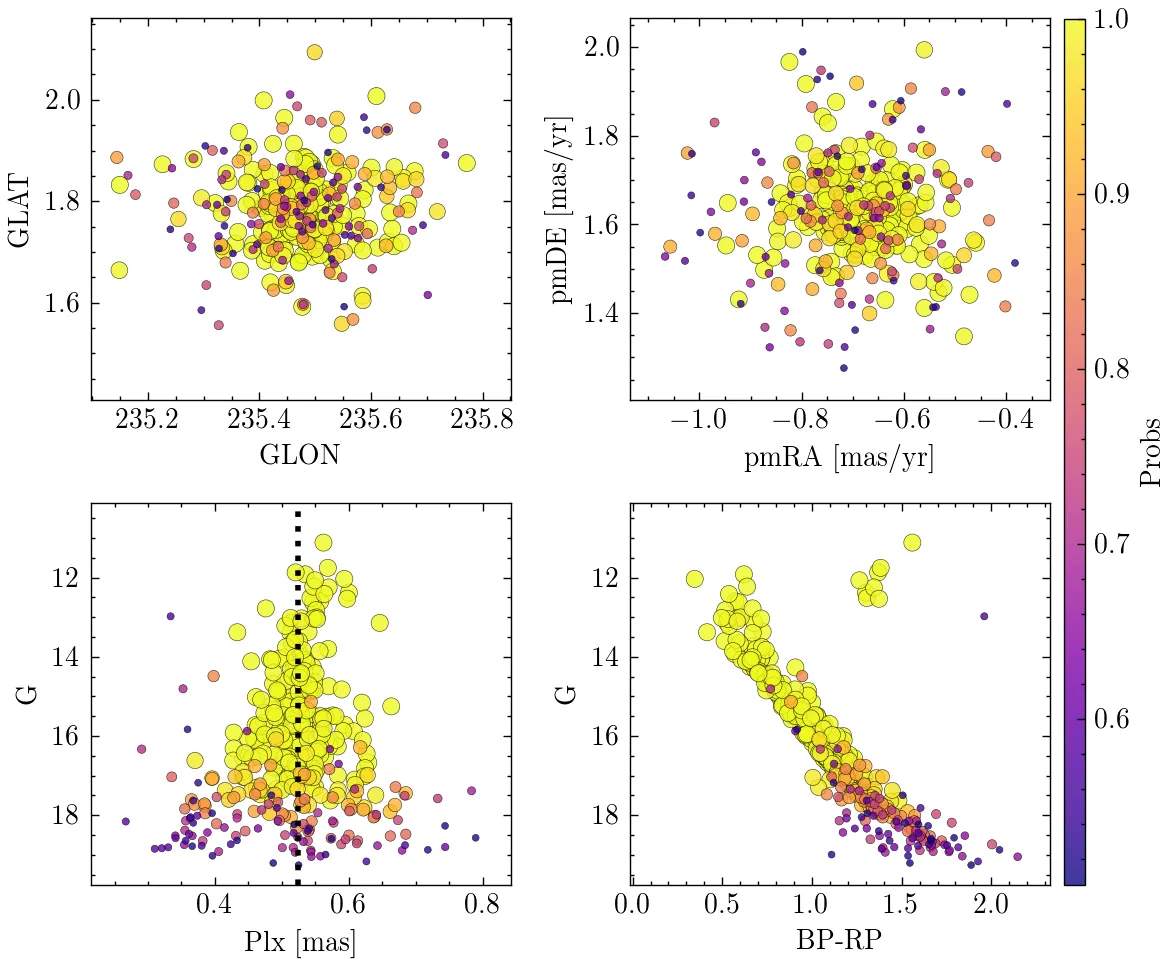 2.0
1.8
1.6
GLAT
235.2 235.4 235.6 235.8
GLON
2.0
1.8
1.6
1.4
pmDE [mas/yr]
−1.0 −0.8 −0.6 −0.4
pmRA [mas/yr]
12
14
16
18
G
0.4 0.6 0.8
Plx [mas]
12
14
16
18
G
0.0 0.5 1.0 1.5 2.0
BP-RP
1.0
0.9
0.8
0.7
0.6
Probs